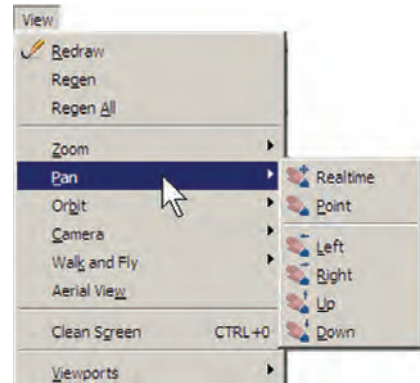 View
Redraw
Regen
Regen All
Zoom
Pan
Orbit
Camera
Walk and Fly
Aerial View
Clean Screen CTRL+0
Viewports
Realtime
Point
Left
Right
Up
Down